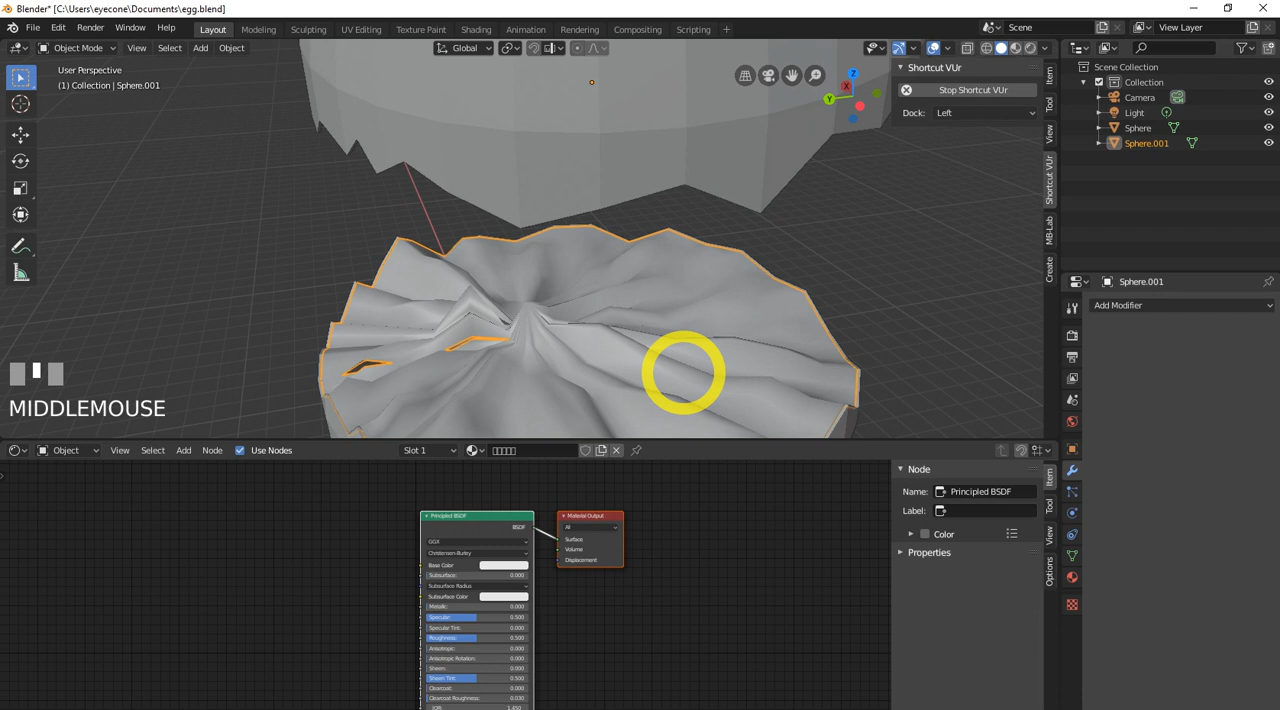 Blender* [C:\Users\eyecone\Documents\egg.blend]
File Edit Render Window Help Layout Modeling Sculpting UV Editing Texture Paint Shading Animation Rendering Compositing Scripting + Scene View Layer
Object Mode View Select Add Object Global
User Perspective
(1) Collection | Sphere.001
Z
X
Y
Shortcut VUr
Stop Shortcut VUr
Dock: Left
Item
Tool
View
Shortcut VUr
MB-Lab
Create
Scene Collection
Collection
Camera
Light
Sphere
Sphere.001
Sphere.001
Add Modifier
MIDDLEMOUSE
Object View Select Add Node Use Nodes Slot 1
Principled BSDF
BSDF
GGX
Christensen-Burley
Base Color
Subsurface: 0.000
Subsurface Radius
Subsurface Color
Metallic: 0.000
Specular: 0.500
Specular Tint: 0.000
Roughness: 0.500
Anisotropic: 0.000
Anisotropic Rotation: 0.000
Sheen: 0.000
Sheen Tint: 0.500
Clearcoat: 0.000
Clearcoat Roughness: 0.030
IOR: 1.450
Material Output
All
Surface
Volume
Displacement
Node
Name: Principled BSDF
Label:
Color
Properties
Item
Tool
View
Options